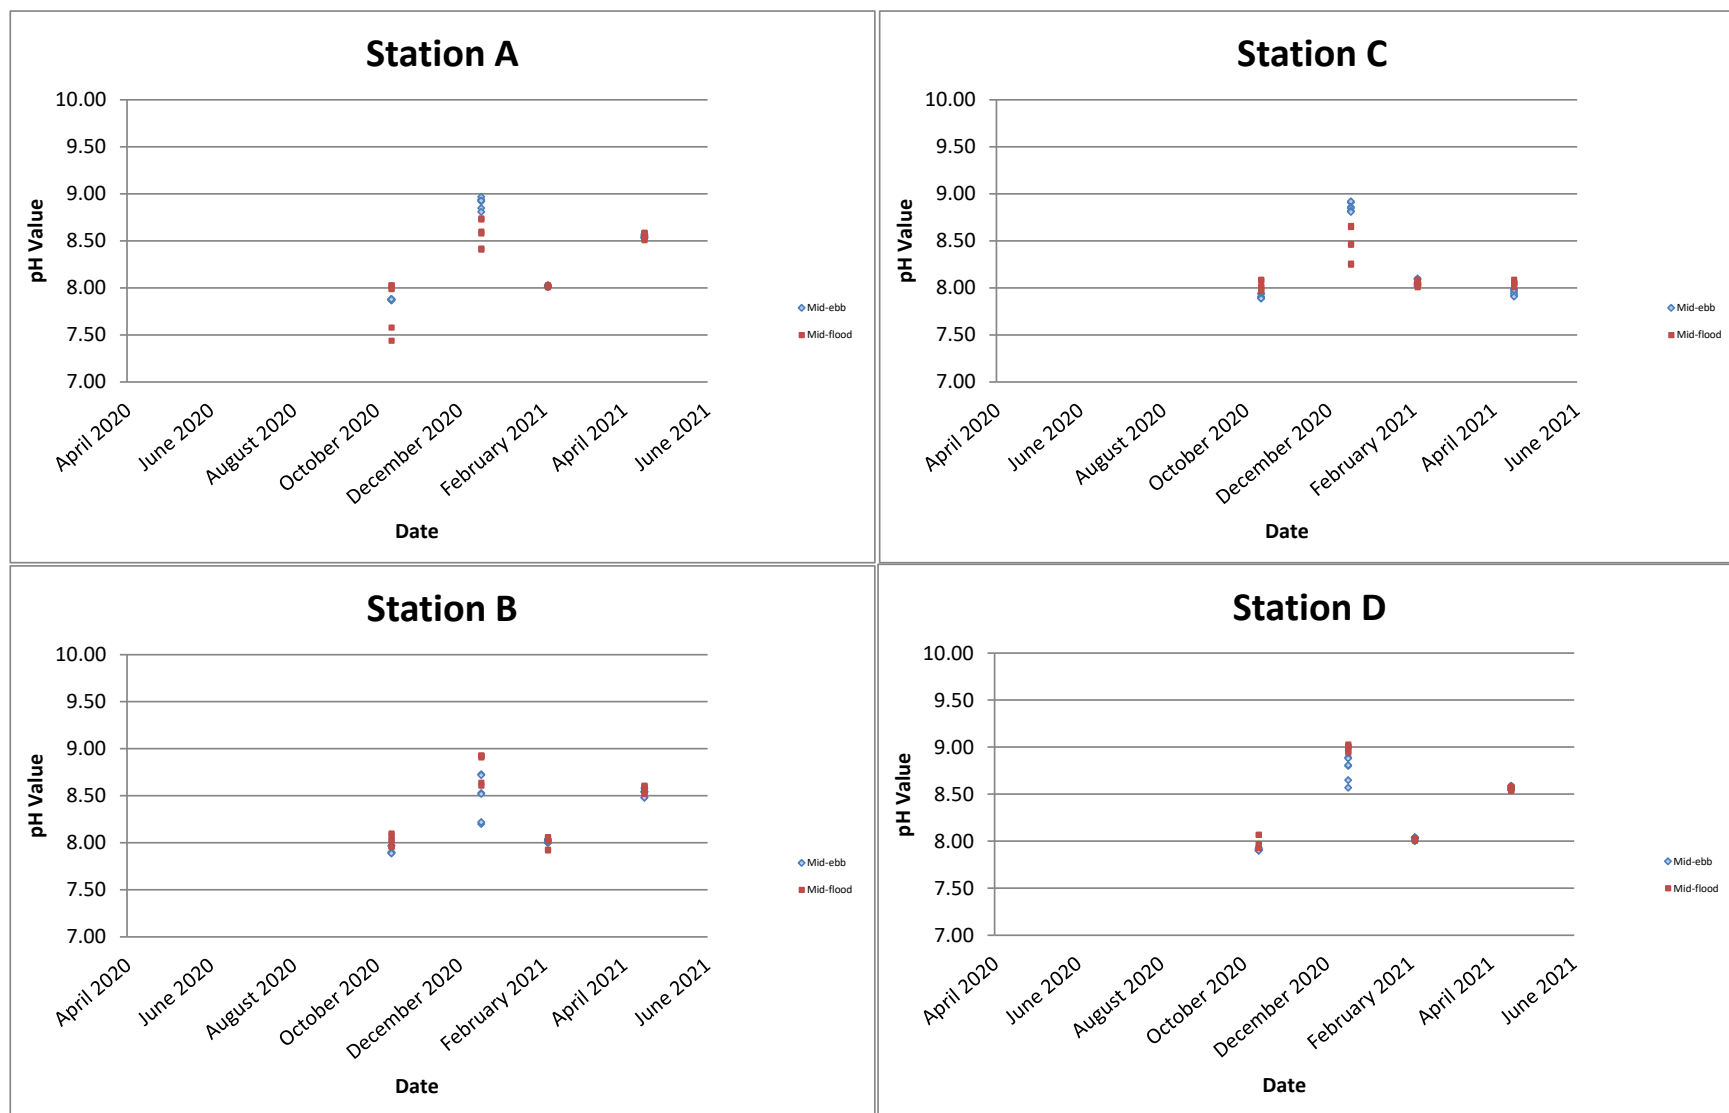 Station A
10.00
9.50
9.00
8.50
8.00
7.50
7.00
pH Value
April 2020
June 2020
August 2020
October 2020
December 2020
February 2021
April 2021
June 2021
Date
Mid-ebb
Mid-flood
Station C
10.00
9.50
9.00
8.50
8.00
7.50
7.00
pH Value
April 2020
June 2020
August 2020
October 2020
December 2020
February 2021
April 2021
June 2021
Date
Mid-ebb
Mid-flood
Station B
10.00
9.50
9.00
8.50
8.00
7.50
7.00
pH Value
April 2020
June 2020
August 2020
October 2020
December 2020
February 2021
April 2021
June 2021
Date
Mid-ebb
Mid-flood
Station D
10.00
9.50
9.00
8.50
8.00
7.50
7.00
pH Value
April 2020
June 2020
August 2020
October 2020
December 2020
February 2021
April 2021
June 2021
Date
Mid-ebb
Mid-flood